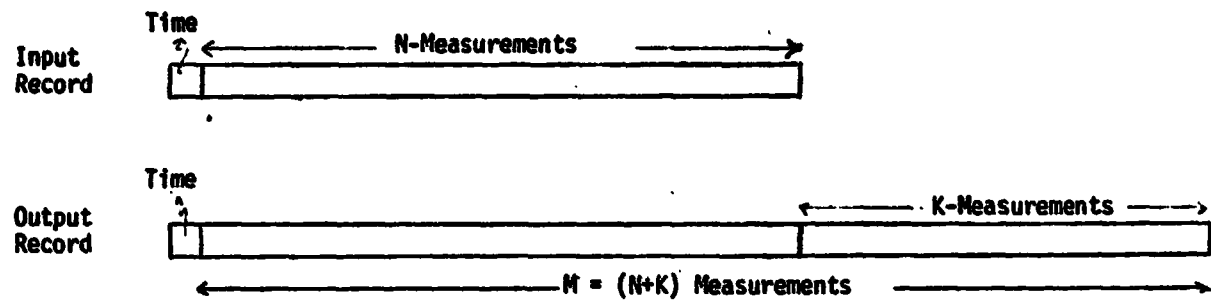 Time
N-Measurements
Input
Record
Time
K-Measurements
Output
Record
M = (N+K) Measurements